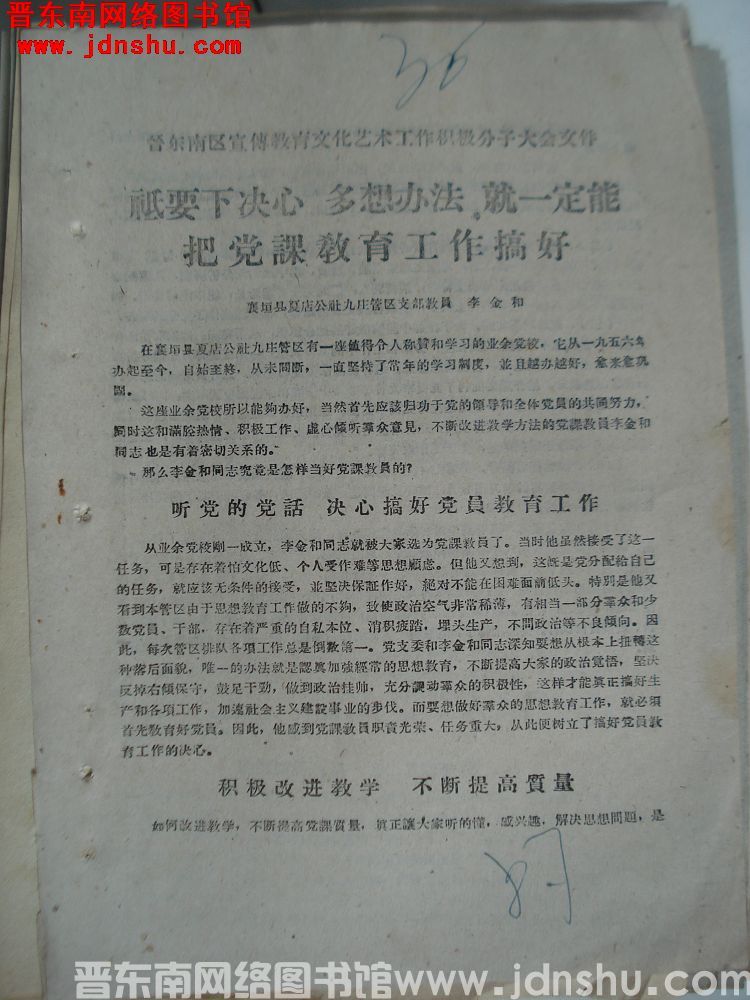 晋东南网络图书馆
www.jdnshu.com
36
晋东南区宣傳教育文化艺术工作积极分子大会文件
祗要下决心 多想办法 就一定能
把党課教育工作搞好
襄垣县夏店公社九庄管区支部教員 李金和
在襄垣县夏店公社九庄管区有一座值得令人称贊和学习的业余党校，它从一九五六年
办起至今，自始至終，从未間断，一直坚持了常年的学习制度，並且越办越好，愈来愈巩
固。
这座业余党校所以能夠办好，当然首先应該归功于党的領导和全体党員的共同努力，
同时这和滿腔热情、积极工作、虚心倾听羣众意見，不断改进教学方法的党課教員李金和
同志也是有着密切关系的。
那么李金和同志究竟是怎样当好党課教員的？
听党的党話 决心搞好党員教育工作
从业余党校刚一成立，李金和同志就被大家选为党課教員了。当时他虽然接受了这一
任务，可是存在着怕文化低、个人受作难等思想顧虑。但他又想到，这既是党分配給自己
的任务，就应該无条件的接受，並坚决保証作好，絕对不能在困难面前低头。特别是他又
看到本管区由于思想教育工作做的不夠，致使政治空气非常稀薄，有相当一部分羣众和少
数党員、干部，存在着严重的自私本位、消积疲踏，埋头生产，不問政治等不良傾向。因
此，每次管区排队各項工作总是倒数第一。党支委和李金和同志深知要想从根本上扭轉这
种落后面貌，唯一的办法就是認眞加強經常的思想教育，不断提高大家的政治覚悟，坚决
反掉右傾保守，鼓足干勁，做到政治挂帅，充分調动羣众的积极性，这样才能眞正搞好生
产和各項工作，加速社会主义建設事业的步伐。而要想做好羣众的思想教育工作，就必須
首先教育好党員。因此，他感到党課教員职責光荣、任务重大，从此便树立了搞好党員教
育工作的决心。
积极改进教学 不断提高質量
如何改进教学，不断提高党課質量，眞正讓大家听的懂，感兴趣，解决思想問題，是
晋东南网络图书馆www.jdnshu.com